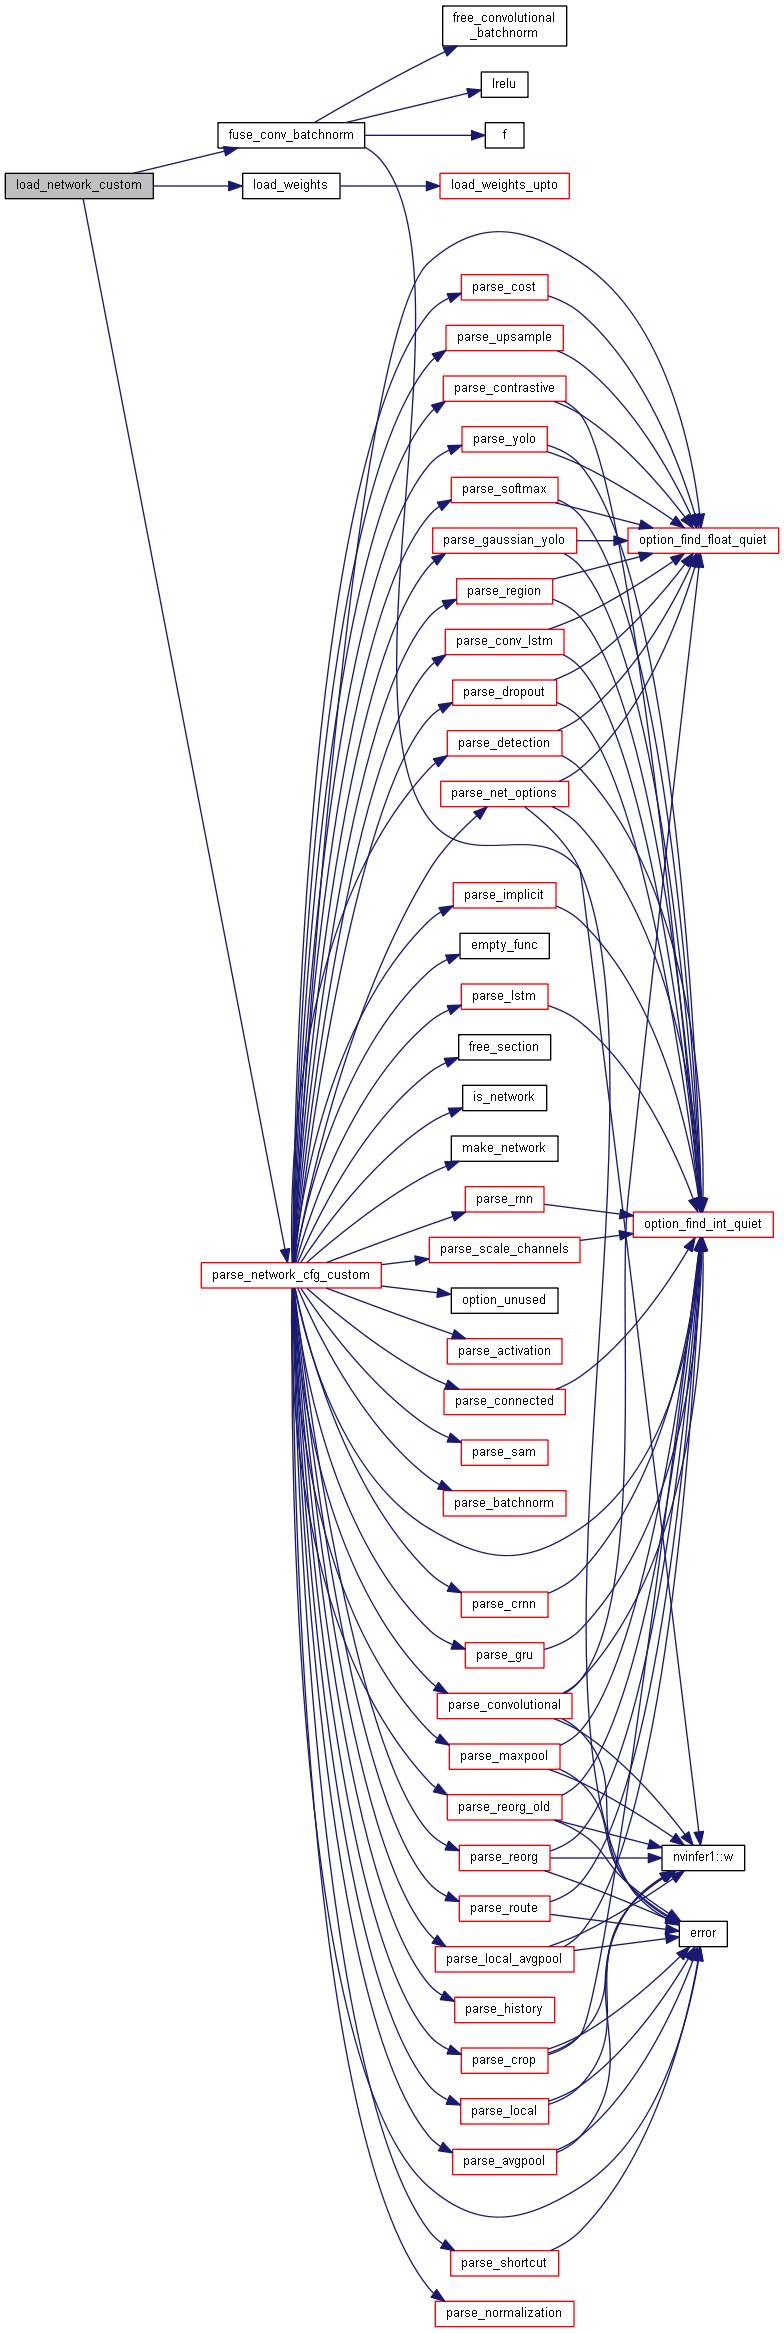 free_convolutional
_batchnorm
lrelu
fuse_conv_batchnorm
f
load_network_custom
load_weights
load_weights_upto
parse_cost
parse_upsample
parse_contrastive
parse_yolo
parse_softmax
parse_gaussian_yolo
option_find_float_quiet
parse_region
parse_conv_lstm
parse_dropout
parse_detection
parse_net_options
parse_implicit
empty_func
parse_lstm
free_section
is_network
make_network
parse_rnn
option_find_int_quiet
parse_scale_channels
parse_network_cfg_custom
option_unused
parse_activation
parse_connected
parse_sam
parse_batchnorm
parse_crnn
parse_gru
parse_convolutional
parse_maxpool
parse_reorg_old
parse_reorg
nvinfer1::w
parse_route
error
parse_local_avgpool
parse_history
parse_crop
parse_local
parse_avgpool
parse_shortcut
parse_normalization